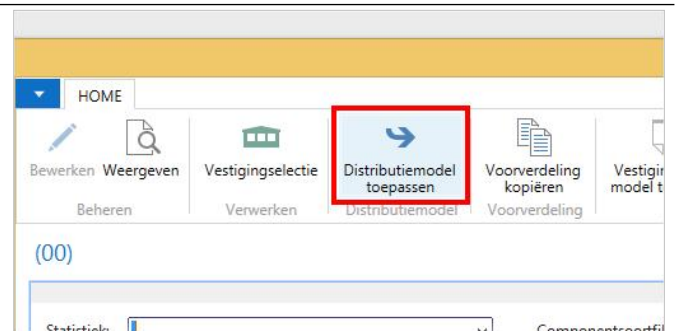 HOME
Bewerken Weergeven Vestigingselectie Distributiemodel toepassen Voorverdeling kopiëren
Beheren Verwerken Distributiemodel Voorverdeling
(00)
Statistiek: